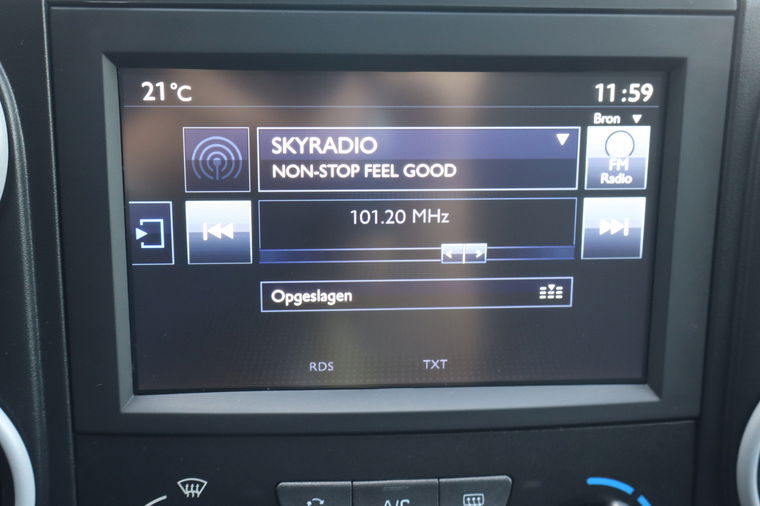 21 °C
11:59
Bron
SKYRADIO
NON-STOP FEEL GOOD
FM
Radio
101.20 MHz
Opgeslagen
RDS
TXT
A/C